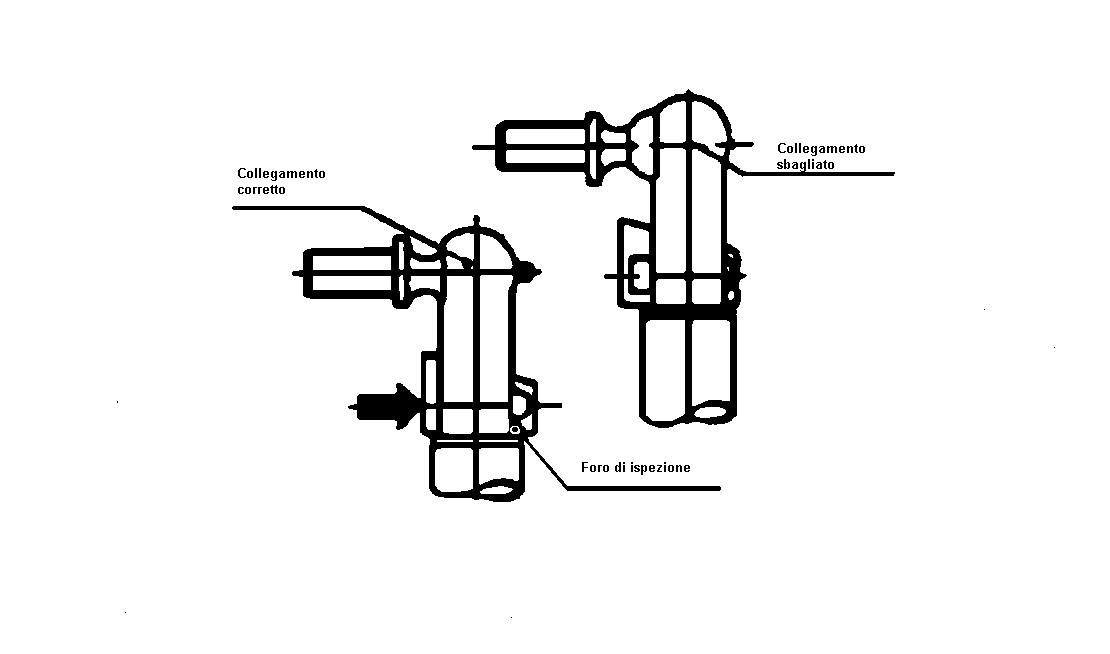 Collegamento
sbagliato
Collegamento
corretto
Foro di ispezione